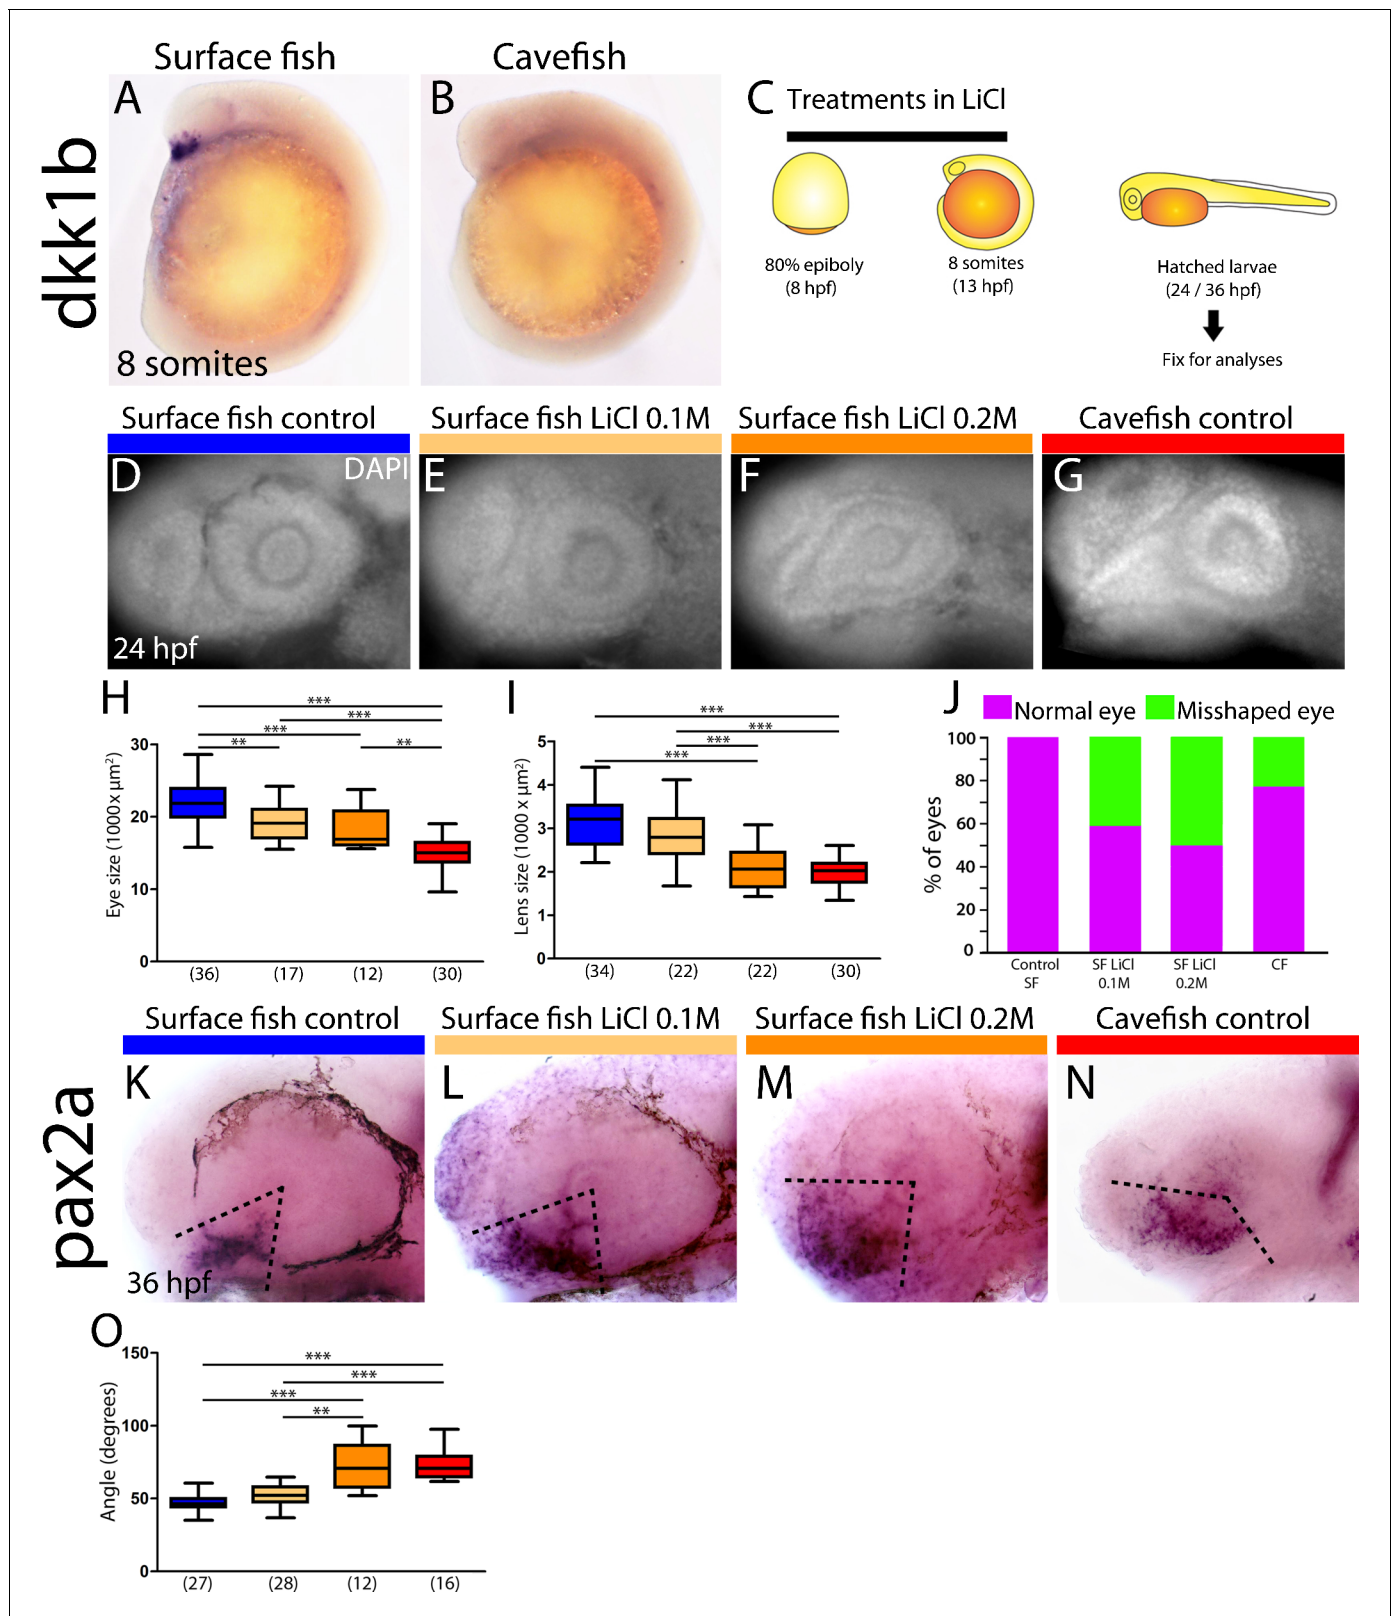 Surface fish
Cavefish
dkk1b
A
B
8 somites
C
Treatments in LiCl
80% epiboly
(8 hpf)
8 somites
(13 hpf)
Hatched larvae
(24 / 36 hpf)
Fix for analyses
Surface fish control
Surface fish LiCl 0.1M
Surface fish LiCl 0.2M
Cavefish control
D
DAPI
24 hpf
E
F
G
H
***
***
***
**
**
Eye size (1000x µm²)
30
20
10
0
(36)
(17)
(12)
(30)
I
***
***
***
***
Lens size (1000 x µm²)
5
4
3
2
1
0
(34)
(22)
(22)
(30)
J
Normal eye
Misshaped eye
% of eyes
100
80
60
40
20
0
Control
SF
SF LiCl
0.1M
SF LiCl
0.2M
CF
Surface fish control
Surface fish LiCl 0.1M
Surface fish LiCl 0.2M
Cavefish control
pax2a
K
36 hpf
L
M
N
O
***
***
***
**
Angle (degrees)
150
100
50
0
(27)
(28)
(12)
(16)